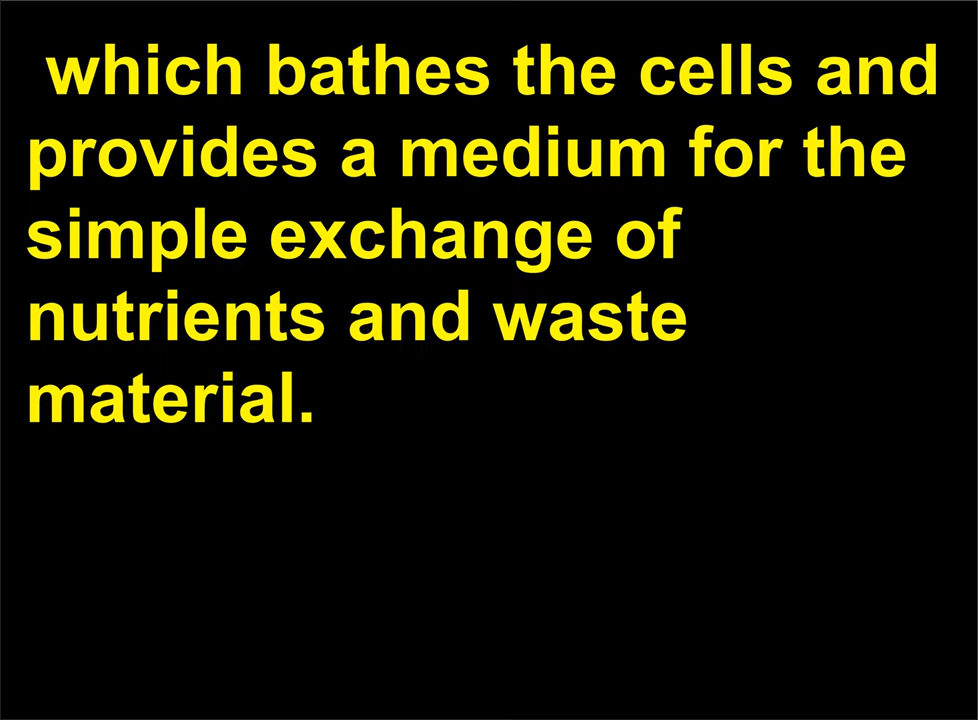 which bathes the cells and
provides a medium for the
simple exchange of
nutrients and waste
material.